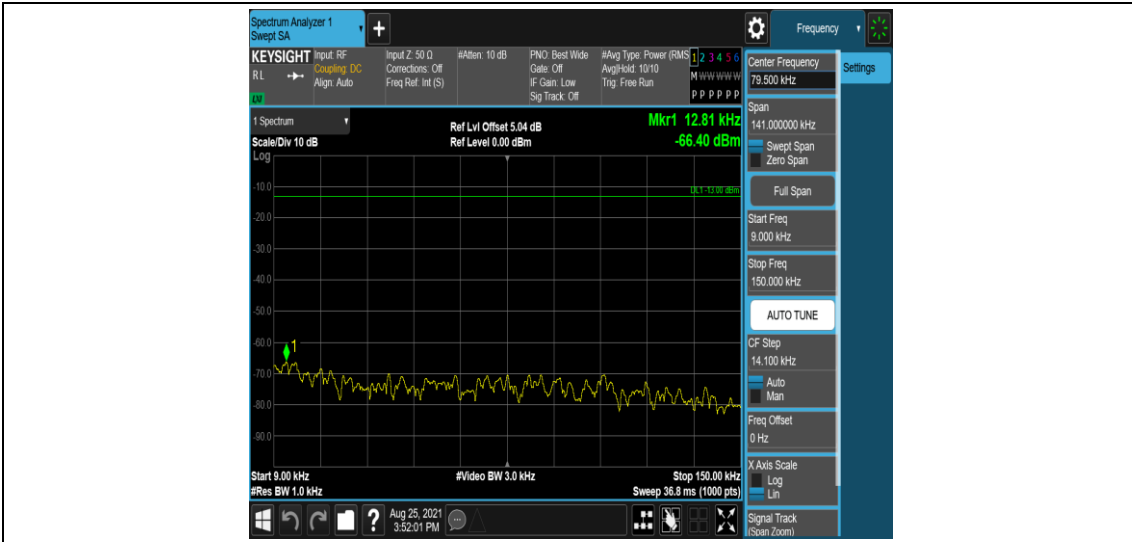 Spectrum Analyzer 1
Swept SA
+
Frequency
KEYSIGHT
R L
LXI
Input: RF
Coupling: DC
Align: Auto
Input Z: 50 Ω
Corrections: Off
Freq Ref: Int (S)
#Atten: 10 dB
PNO: Best Wide
Gate: Off
IF Gain: Low
Sig Track: Off
#Avg Type: Power (RMS
Avg|Hold: 10/10
Trig: Free Run
1 2 3 4 5 6
M W W W W W
P P P P P P
1 Spectrum
Scale/Div 10 dB
Log
Ref Lvl Offset 5.04 dB
Ref Level 0.00 dBm
Mkr1 12.81 kHz
-66.40 dBm
DL1 -13.00 dBm
-10.0
-20.0
-30.0
-40.0
-50.0
-60.0
1
-70.0
-80.0
-90.0
Start 9.00 kHz
#Res BW 1.0 kHz
#Video BW 3.0 kHz
Stop 150.00 kHz
Sweep 36.8 ms (1000 pts)
Center Frequency
79.500 kHz
Settings
Span
141.000000 kHz
Swept Span
Zero Span
Full Span
Start Freq
9.000 kHz
Stop Freq
150.000 kHz
AUTO TUNE
CF Step
14.100 kHz
Auto
Man
Freq Offset
0 Hz
X Axis Scale
Log
Lin
Signal Track
(Span Zoom)
?
Aug 25, 2021
3:52:01 PM